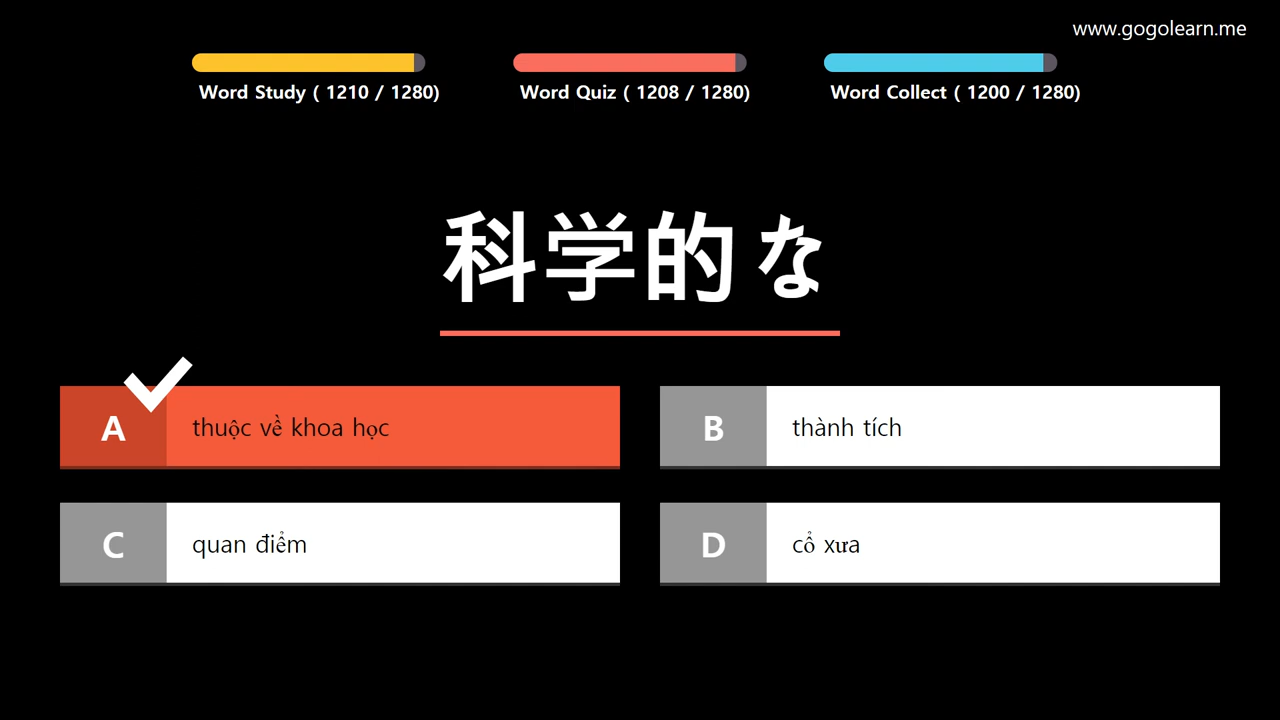 www.gogolearn.me
Word Study ( 1210 / 1280)
Word Quiz ( 1208 / 1280)
Word Collect ( 1200 / 1280)
科学的な
A thuộc về khoa học
B thành tích
C quan điểm
D cổ xưa